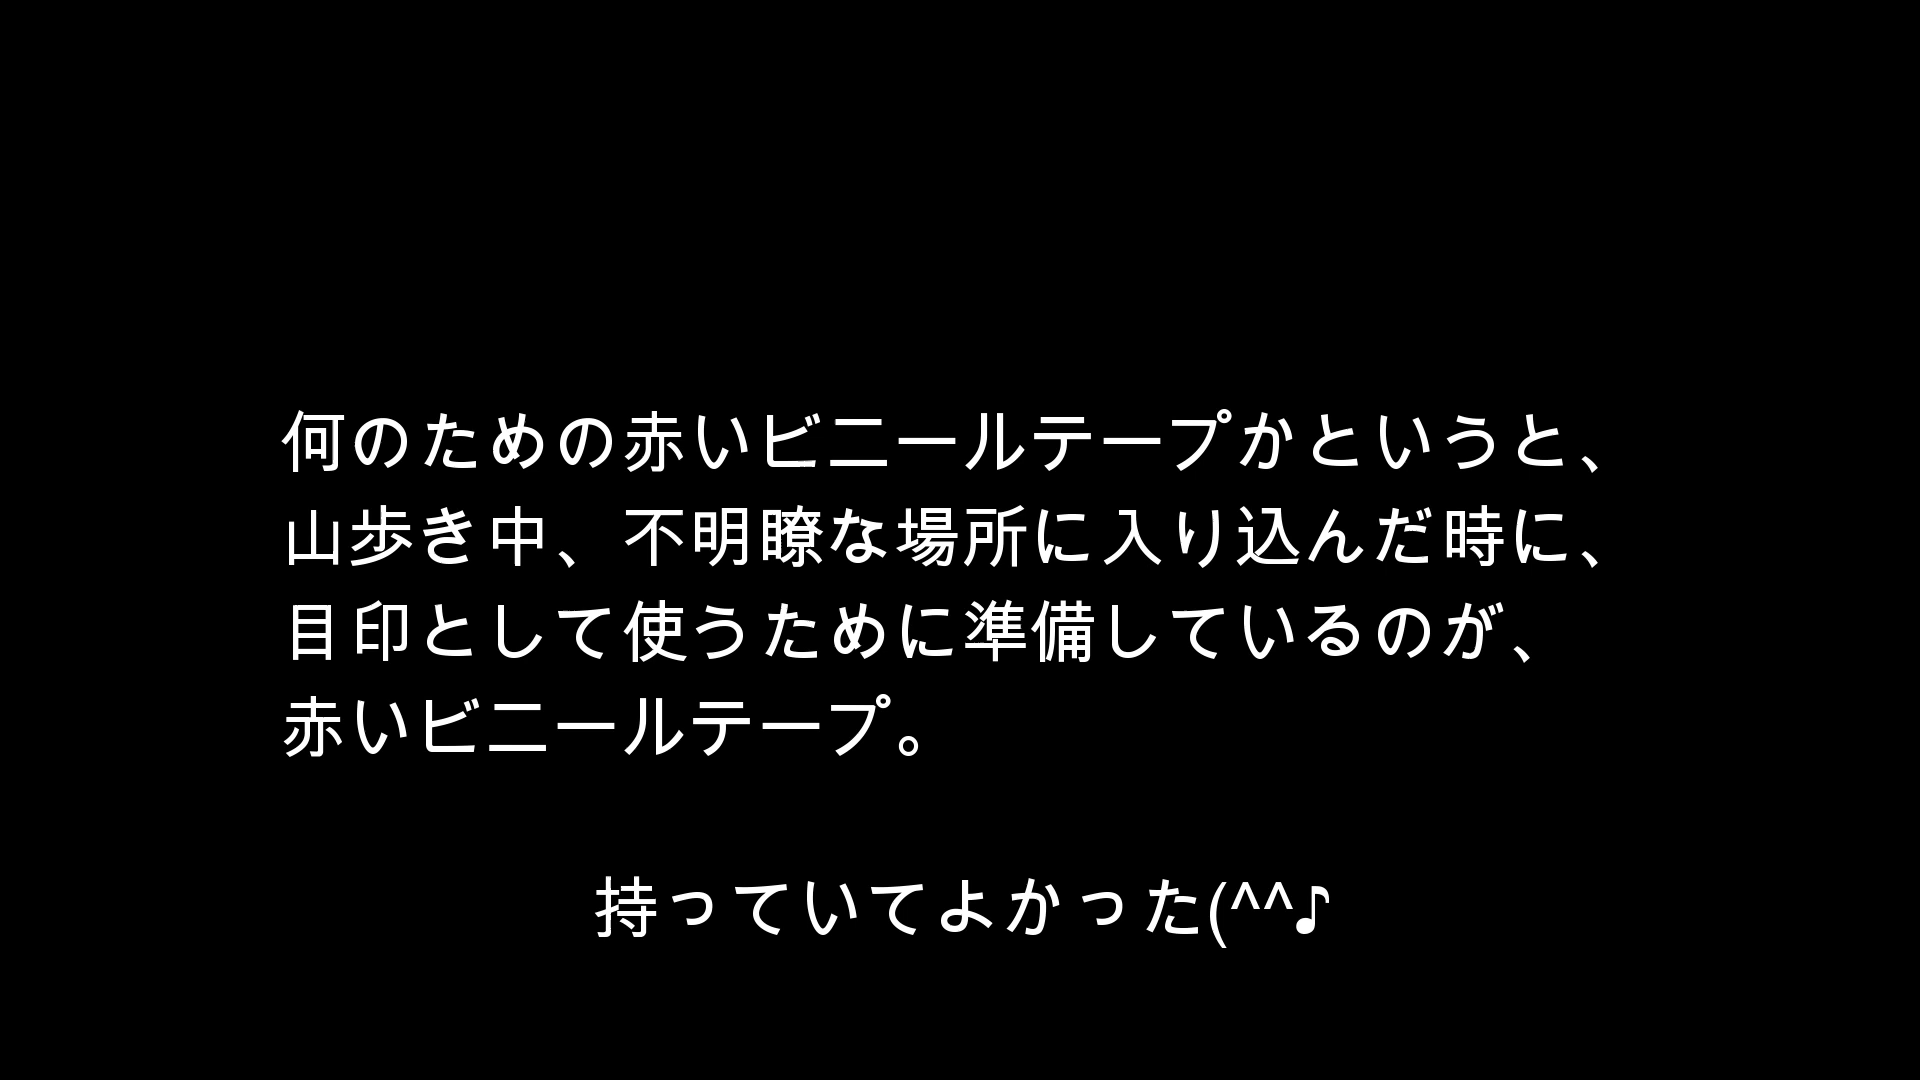 何のための赤いビニールテープかというと、
山歩き中、不明瞭な場所に入り込んだ時に、
目印として使うために準備しているのが、
赤いビニールテープ。
持っていてよかった(^^♪